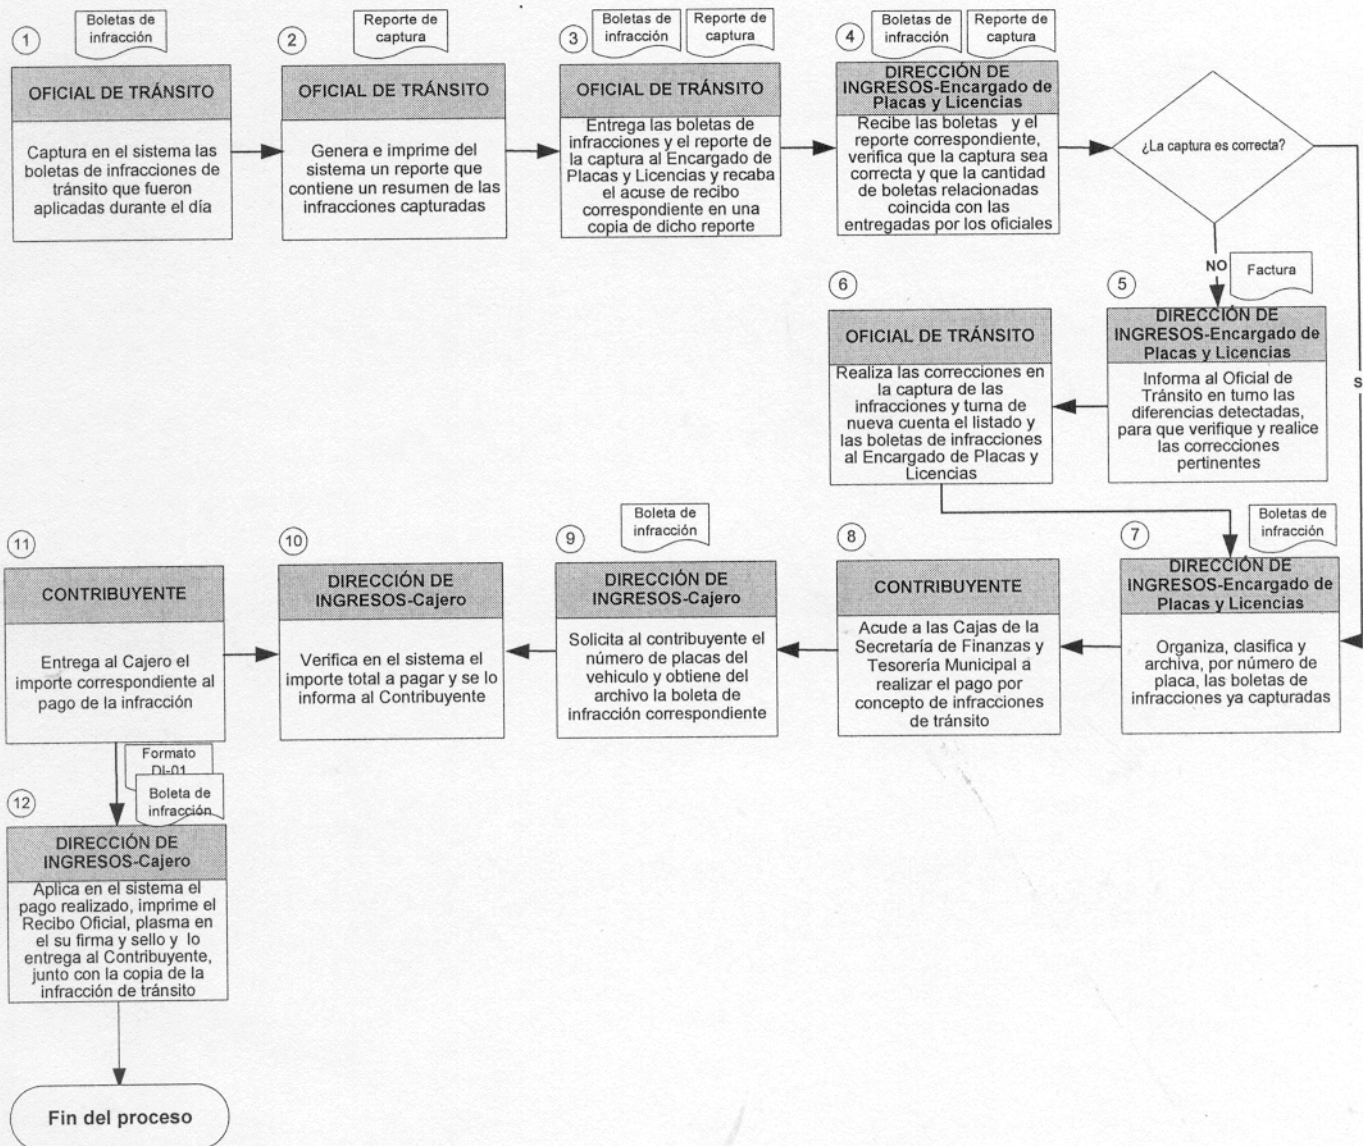 1
Boletas de
infracción
OFICIAL DE TRÁNSITO
Captura en el sistema las
boletas de infracciones de
tránsito que fueron
aplicadas durante el día
2
Reporte de
captura
OFICIAL DE TRÁNSITO
Genera e imprime del
sistema un reporte que
contiene un resumen de las
infracciones capturadas
3
Boletas de
infracción
Reporte de
captura
OFICIAL DE TRÁNSITO
Entrega las boletas de
infracciones y el reporte de
la captura al Encargado de
Placas y Licencias y recaba
el acuse de recibo
correspondiente en una
copia de dicho reporte
4
Boletas de
infracción
Reporte de
captura
DIRECCIÓN DE
INGRESOS-Encargado de
Placas y Licencias
Recibe las boletas y el
reporte correspondiente,
verifica que la captura sea
correcta y que la cantidad
de boletas relacionadas
coincida con las
entregadas por los oficiales
¿La captura es correcta?
NO
S
5
Factura
DIRECCIÓN DE
INGRESOS-Encargado de
Placas y Licencias
Informa al Oficial de
Tránsito en turno las
diferencias detectadas,
para que verifique y realice
las correcciones
pertinentes
6
OFICIAL DE TRÁNSITO
Realiza las correcciones en
la captura de las
infracciones y turna de
nueva cuenta el listado y
las boletas de infracciones
al Encargado de Placas y
Licencias
7
Boletas de
infracción
DIRECCIÓN DE
INGRESOS-Encargado de
Placas y Licencias
Organiza, clasifica y
archiva, por número de
placa, las boletas de
infracciones ya capturadas
8
CONTRIBUYENTE
Acude a las Cajas de la
Secretaría de Finanzas y
Tesorería Municipal a
realizar el pago por
concepto de infracciones
de tránsito
9
Boleta de
infracción
DIRECCIÓN DE
INGRESOS-Cajero
Solicita al contribuyente el
número de placas del
vehiculo y obtiene del
archivo la boleta de
infracción correspondiente
10
DIRECCIÓN DE
INGRESOS-Cajero
Verifica en el sistema el
importe total a pagar y se lo
informa al Contribuyente
11
CONTRIBUYENTE
Entrega al Cajero el
importe correspondiente al
pago de la infracción
12
Formato
DI-01
Boleta de
infracción
DIRECCIÓN DE
INGRESOS-Cajero
Aplica en el sistema el
pago realizado, imprime el
Recibo Oficial, plasma en
el su firma y sello y lo
entrega al Contribuyente,
junto con la copia de la
infracción de tránsito
Fin del proceso